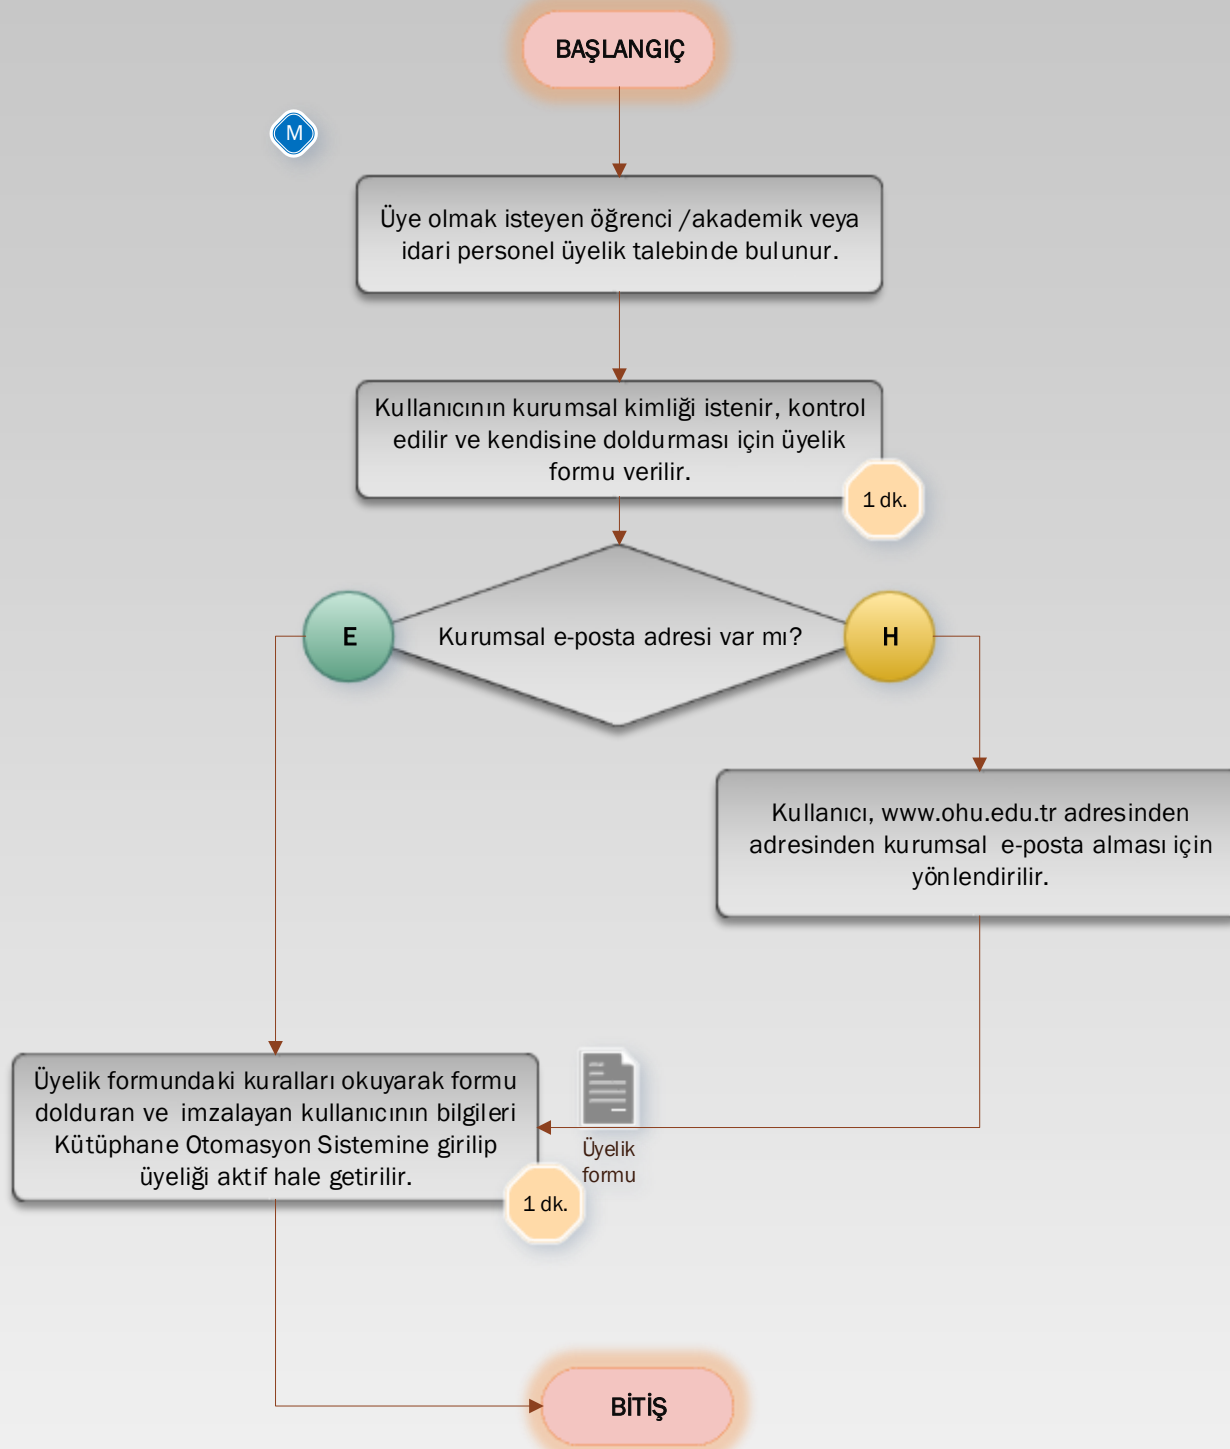 BAŞLANGIÇ
M
Üye olmak isteyen öğrenci /akademik veya
idari personel üyelik talebinde bulunur.
Kullanıcının kurumsal kimliği istenir, kontrol
edilir ve kendisine doldurması için üyelik
formu verilir.
1 dk.
E
Kurumsal e-posta adresi var mı?
H
Kullanıcı, www.ohu.edu.tr adresinden
adresinden kurumsal  e-posta alması için
yönlendirilir.
Üyelik formundaki kuralları okuyarak formu
dolduran ve  imzalayan kullanıcının bilgileri
Kütüphane Otomasyon Sistemine girilip
üyeliği aktif hale getirilir.
Üyelik
formu
1 dk.
BİTİŞ